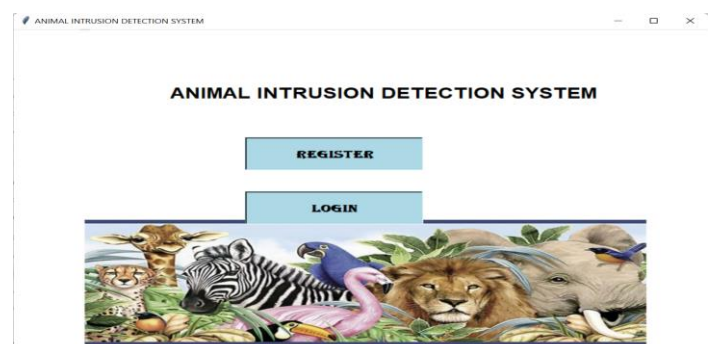 ANIMAL INTRUSION DETECTION SYSTEM
ANIMAL INTRUSION DETECTION SYSTEM
REGISTER
LOGIN